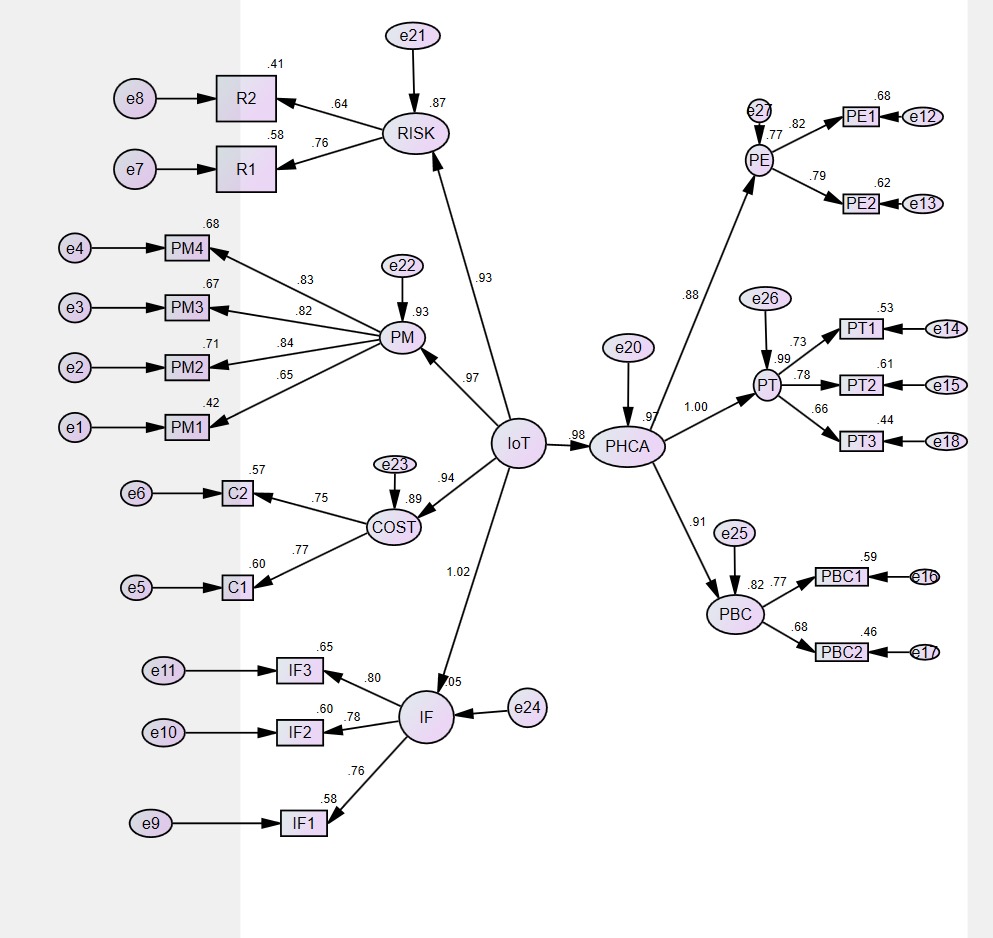 e21
.41
e8
R2
.64
.87
RISK
.58
.76
e7
R1
e27
.68
.82
PE1
e12
.77
PE
.79
.62
PE2
e13
.68
e4
PM4
e22
.83
.93
.67
e3
PM3
.82
.93
PM
.71
.84
e2
PM2
.65
.97
.42
e1
PM1
.88
e26
.53
.73
PT1
e14
e20
.99
.61
PT
.78
PT2
e15
.66
.44
1.00
PT3
e18
.97
IoT
.98
PHCA
.57
e23
.94
e6
C2
.75
.89
COST
.60
.77
e5
C1
1.02
.91
e25
.59
.82
.77
PBC1
e16
PBC
.68
.46
PBC2
e17
.65
e11
IF3
.80
.05
.60
.78
IF
e24
e10
IF2
.76
.58
e9
IF1